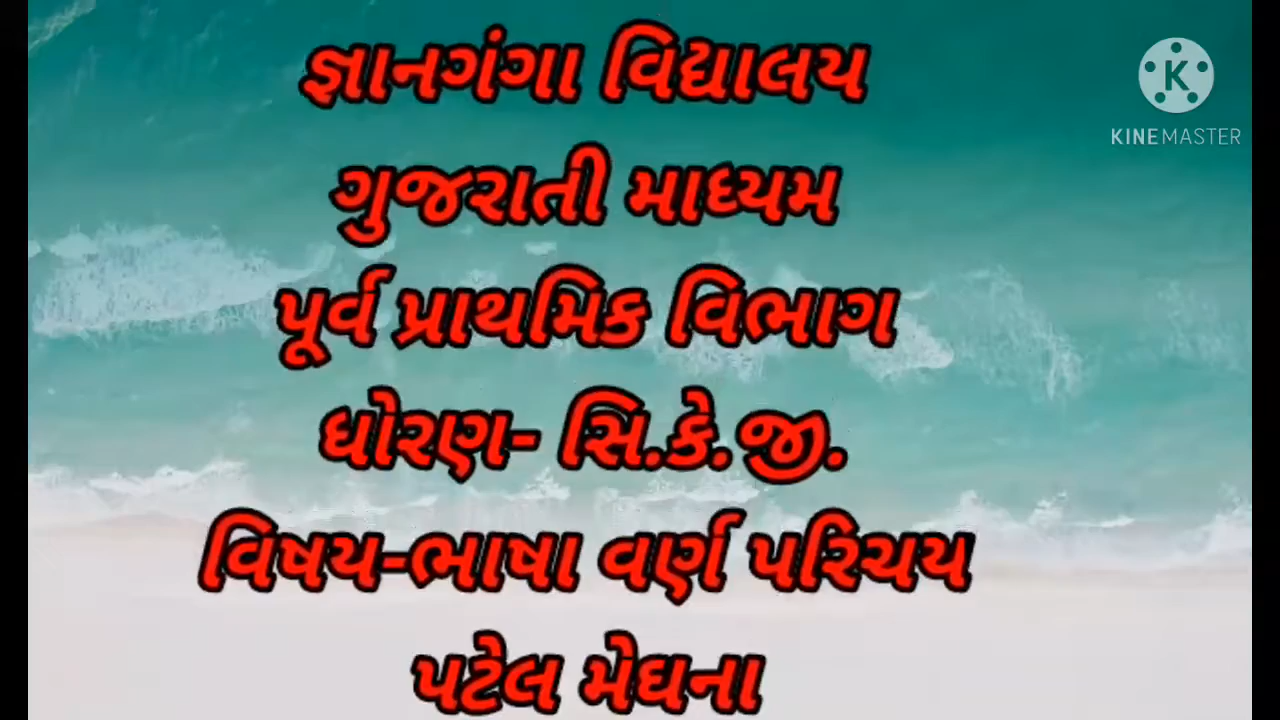 જ્ઞાનગંગા વિદ્યાલય
KINEMASTER
ગુજરાતી માધ્યમ
પૂર્વ પ્રાથમિક વિભાગ
ધોરણ- સિ.કે.જી.
વિષય-ભાષા વર્ણ પરિચય
પટેલ મેઘના